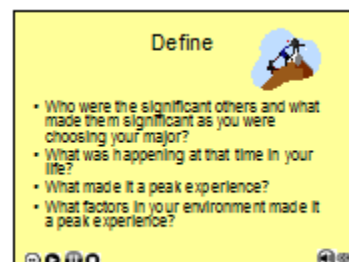 Define
• Who were the significant others and what
made them significant as you were
choosing your major?
• What was happening at that time in your
life?
• What made it a peak experience?
• What factors in your environment made it
a peak experience?